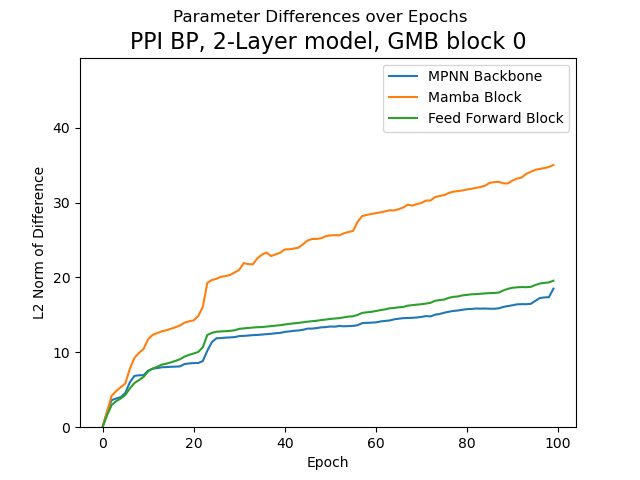 Parameter Differences over Epochs
PPI BP, 2-Layer model, GMB block 0
MPNN Backbone
Mamba Block
Feed Forward Block
L2 Norm of Difference
40
30
20
10
0
0 20 40 60 80 100
Epoch